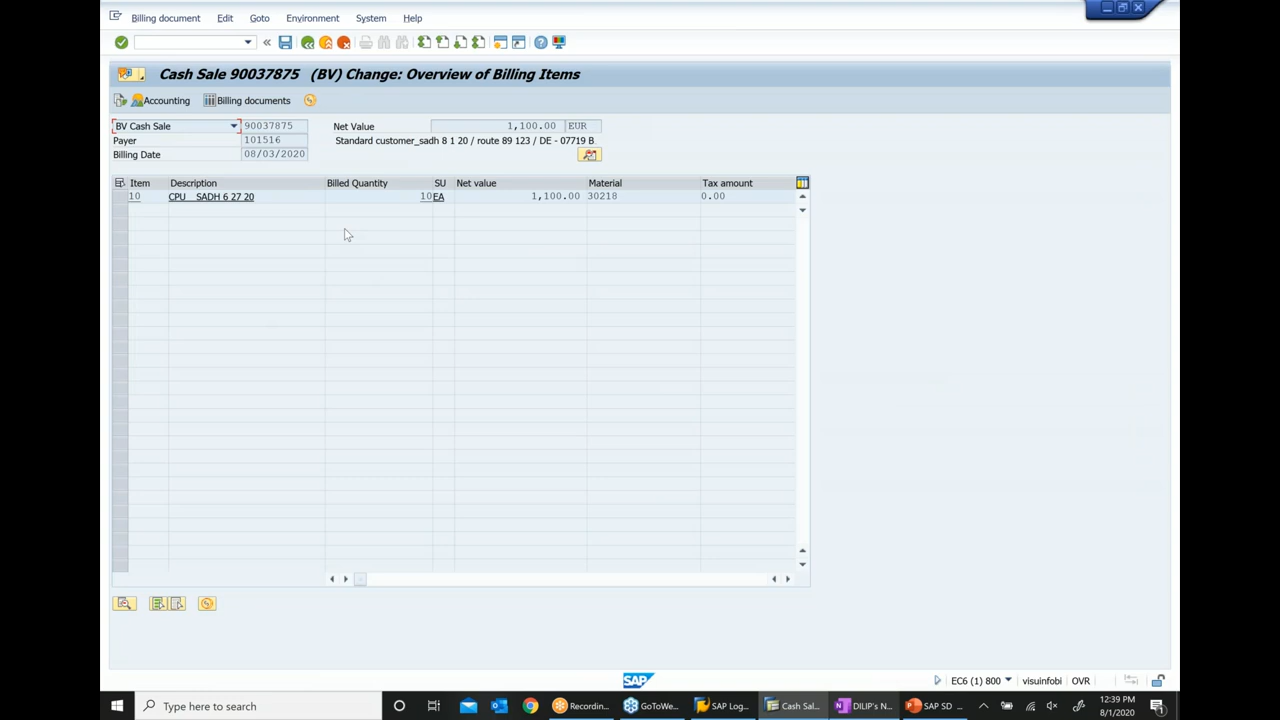 Billing document Edit Goto Environment System Help
Cash Sale 90037875 (BV) Change: Overview of Billing Items
Accounting Billing documents
BV Cash Sale 90037875 Net Value 1,100.00 EUR
Payer 101516 Standard customer_sadh 8 1 20 / route 89 123 / DE - 07719 B
Billing Date 08/03/2020
Item Description Billed Quantity SU Net value Material Tax amount
10 CPU SADH 6 27 20 10 EA 1,100.00 30218 0.00
SAP EC6 (1) 800 visuinfobi OVR
Type here to search Recordin... GoToWe... SAP Log... Cash Sal... DILIP's N... SAP SD ... 12:39 PM
8/1/2020